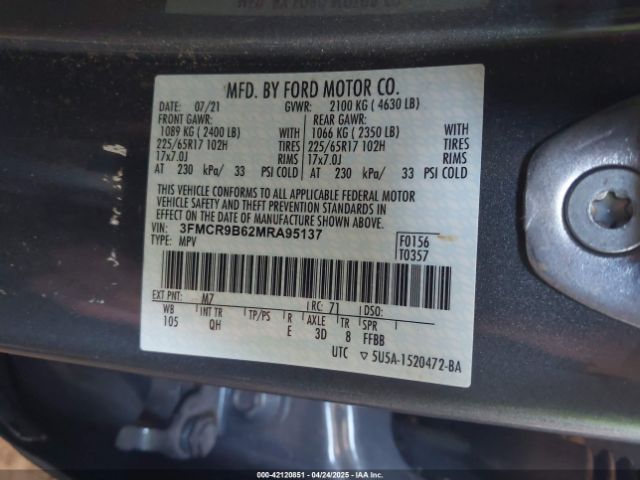 MFD. BY FORD MOTOR CO.
DATE: 07/21 GVWR: 2100 KG ( 4630 LB)
FRONT GAWR: REAR GAWR:
1089 KG ( 2400 LB) WITH 1066 KG ( 2350 LB) WITH
225/65R17 102H TIRES 225/65R17 102H TIRES
17x7.0J RIMS 17x7.0J RIMS
AT 230 kPa/ 33 PSI COLD AT 230 kPa/ 33 PSI COLD
THIS VEHICLE CONFORMS TO ALL APPLICABLE FEDERAL MOTOR
VEHICLE SAFETY AND THEFT PREVENTION STANDARDS IN
EFFECT ON THE DATE OF MANUFACTURE SHOWN ABOVE.
VIN: 3FMCR9B62MRA95137 F0156
TYPE: MPV T0357
EXT PNT: M7 RC: 71 DSO:
WB INT TR TP/PS R AXLE TR SPR
105 QH E 3D 8 FFBB
UTC ▽ 5U5A-1520472-BA
000-42120851 - 04/24/2025 - IAAI, Inc.